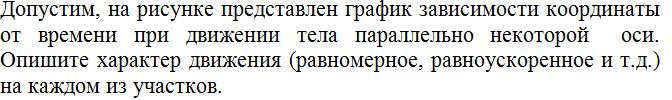 Допустим, на рисунке представлен график зависимости координаты
от времени при движении тела параллельно некоторой оси.
Опишите характер движения (равномерное, равноускоренное и т.д.)
на каждом из участков.